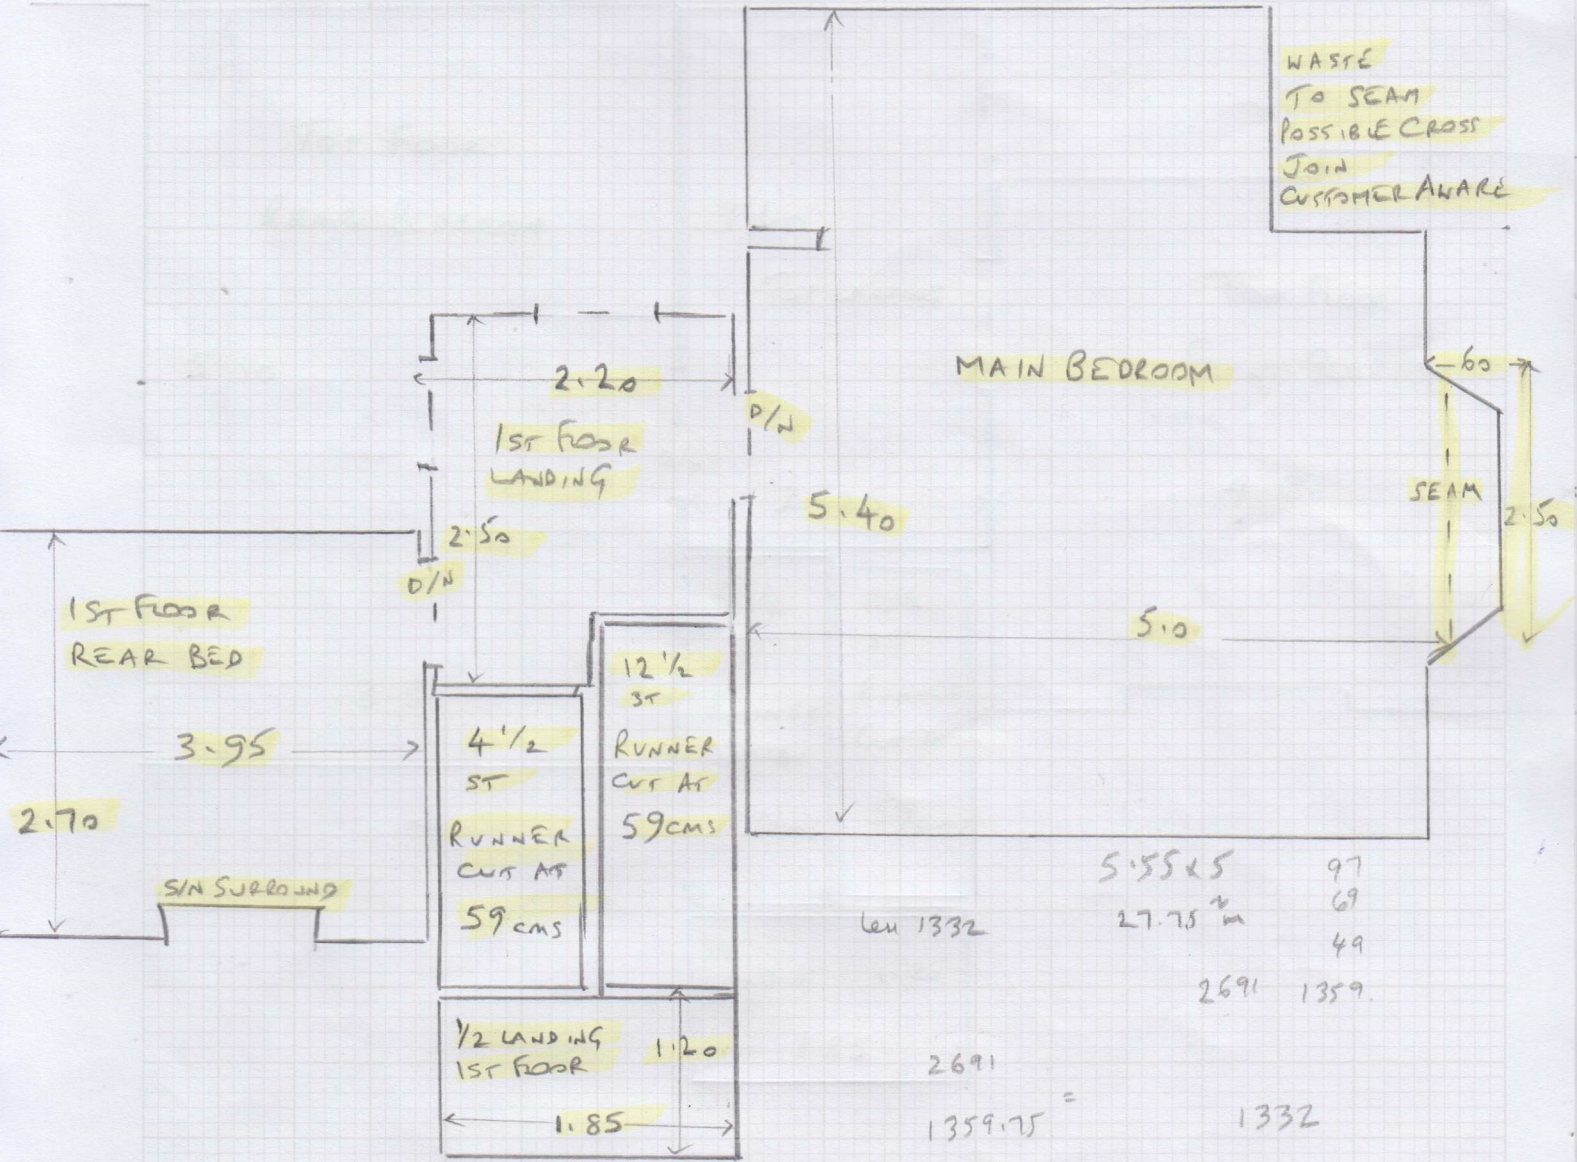 WASTE
TO SEAM
POSSIBLE CROSS
JOIN
CUSTOMER AWARE
MAIN BEDROOM
60
SEAM
2.50
5.40
5.0
D/N
2.20
1ST FLOOR
LANDING
2.50
D/N
1ST FLOOR
REAR BED
3.95
2.70
S/N SURROUND
4 1/2
ST
RUNNER
CUT AT
59 CMS
12 1/2
ST
RUNNER
CUT AT
59 CMS
1/2 LANDING
1ST FLOOR
1.20
1.85
5.55 x 5
27.75 ²m
97
69
49
Len 1332
2691 1359.
2691
1359.75 =
1332